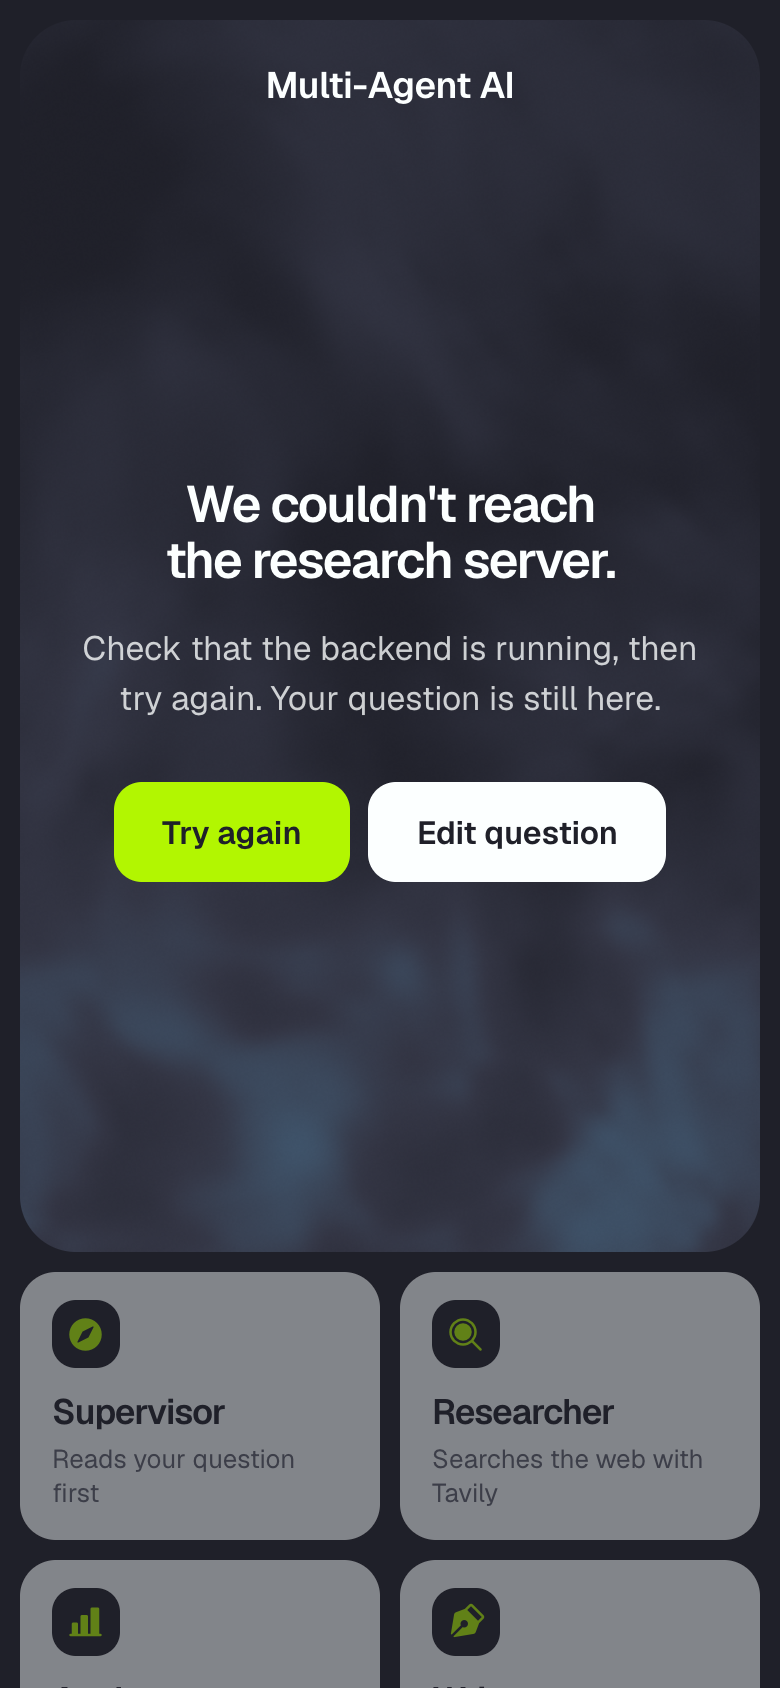 Multi-Agent AI
We couldn't reach
the research server.
Check that the backend is running, then
try again. Your question is still here.
Try again
Edit question
Supervisor
Reads your question
first
Researcher
Searches the web with
Tavily